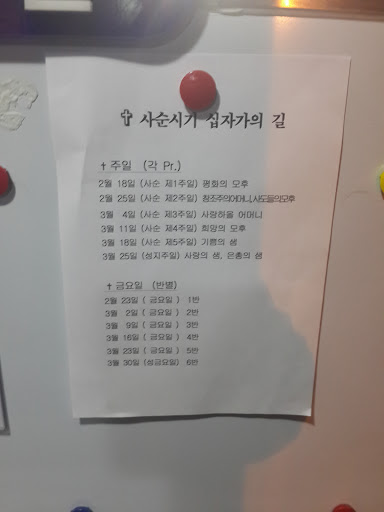 ✝ 사순시기 십자가의 길
✝ 주일 (각 Pr.)
2월 18일 (사순 제1주일) 평화의 모후
2월 25일 (사순 제2주일) 창조주의어머니,사도들의모후
3월 4일 (사순 제3주일) 사랑하올 어머니
3월 11일 (사순 제4주일) 희망의 모후
3월 18일 (사순 제5주일) 기쁨의 샘
3월 25일 (성지주일) 사랑의 샘, 은총의 샘
✝ 금요일 (반별)
2월 23일 ( 금요일 ) 1반
3월 2일 ( 금요일 ) 2반
3월 9일 ( 금요일 ) 3반
3월 16일 ( 금요일 ) 4반
3월 23일 ( 금요일 ) 5반
3월 30일 (성금요일) 6반